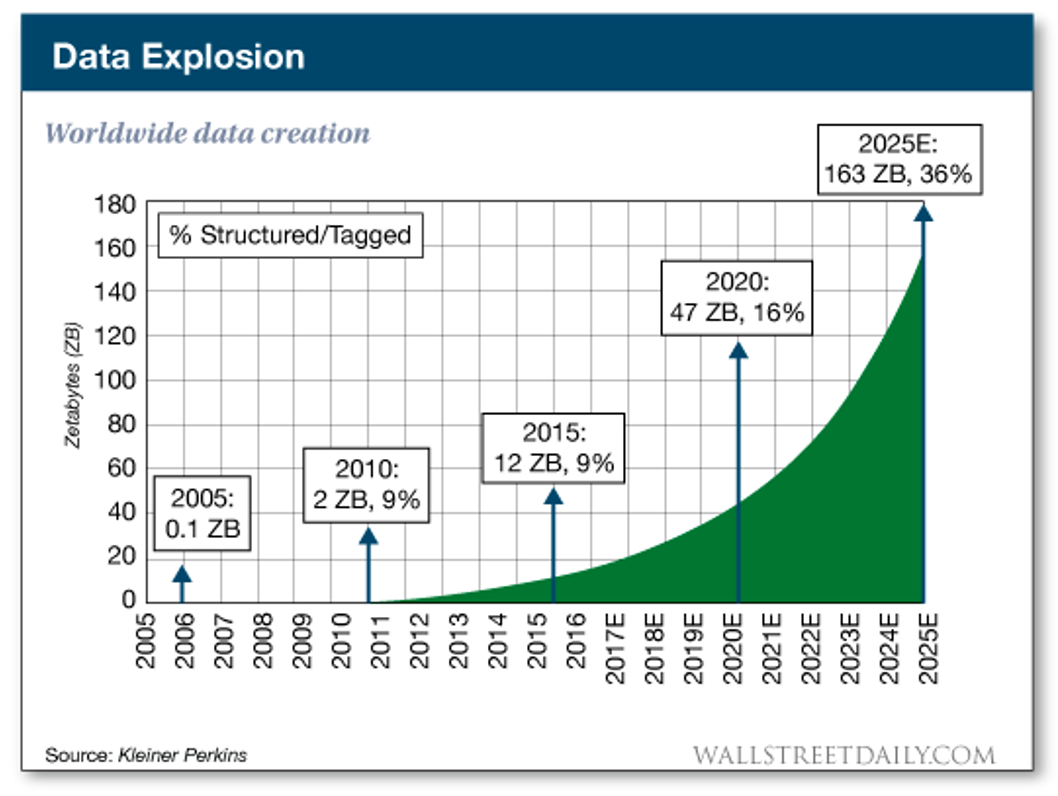 Data Explosion
Worldwide data creation
2025E:
163 ZB, 36%
% Structured/Tagged
2020:
47 ZB, 16%
2015:
12 ZB, 9%
2010:
2 ZB, 9%
2005:
0.1 ZB
Zetabytes (ZB)
180
160
140
120
100
80
60
40
20
0
2005
2006
2007
2008
2009
2010
2011
2012
2013
2014
2015
2016
2017E
2018E
2019E
2020E
2021E
2022E
2023E
2024E
2025E
Source: Kleiner Perkins
WALLSTREETDAILY.COM